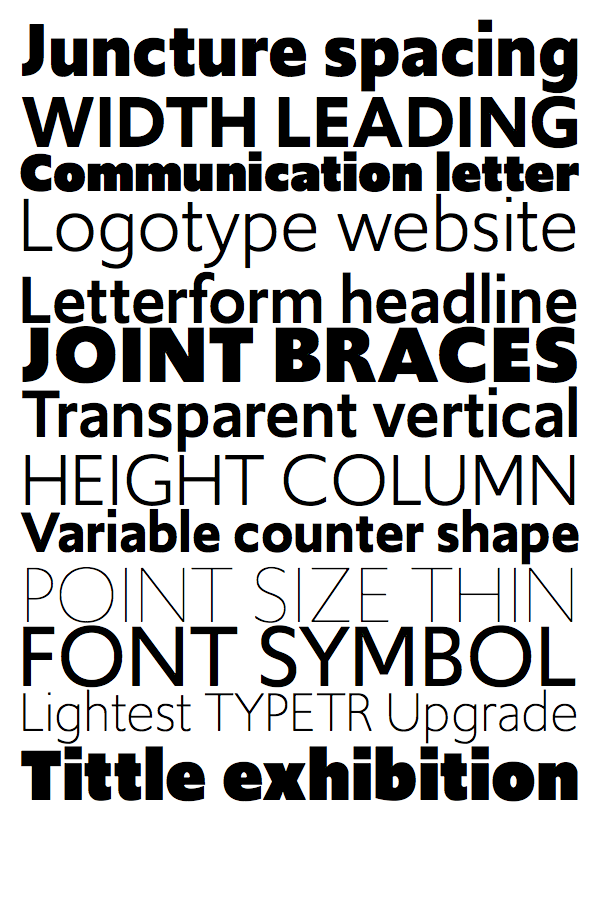 Juncture spacing
WIDTH LEADING
Communication letter
Logotype website
Letterform headline
JOINT BRACES
Transparent vertical
HEIGHT COLUMN
Variable counter shape
POINT SIZE THIN
FONT SYMBOL
Lightest TYPETR Upgrade
Tittle exhibition